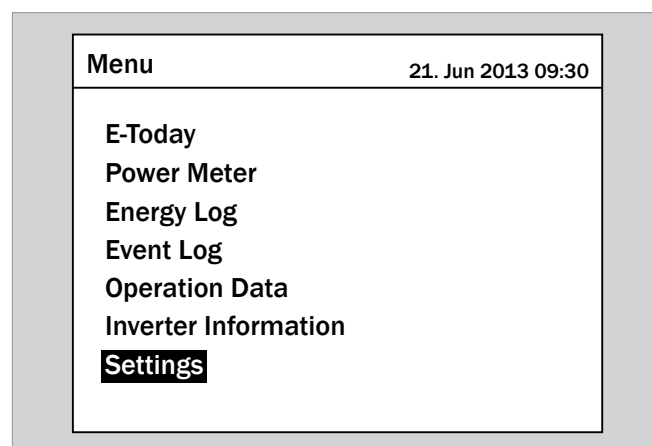 Menu 21. Jun 2013 09:30
E-Today
Power Meter
Energy Log
Event Log
Operation Data
Inverter Information
Settings